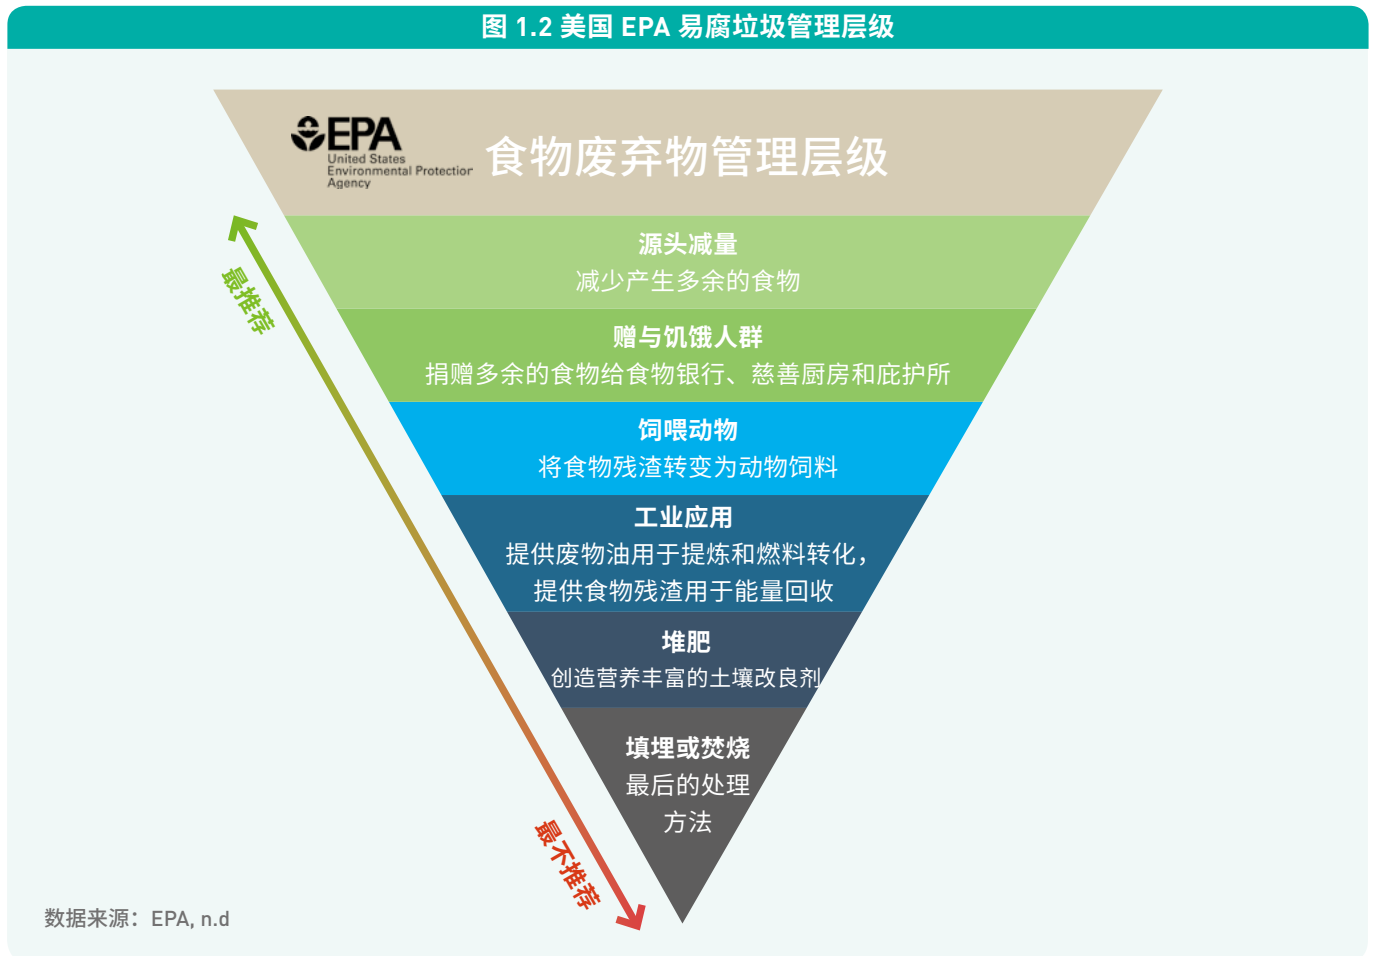 图 1.2 美国 EPA 易腐垃圾管理层级
EPA
United States
Environmental Protection
Agency
食物废弃物管理层级
源头减量
减少产生多余的食物
最推荐
赠与饥饿人群
捐赠多余的食物给食物银行、慈善厨房和庇护所
饲喂动物
将食物残渣转变为动物饲料
工业应用
提供废物油用于提炼和燃料转化，
提供食物残渣用于能量回收
堆肥
创造营养丰富的土壤改良剂
填埋或焚烧
最后的处理
方法
最不推荐
数据来源：EPA, n.d